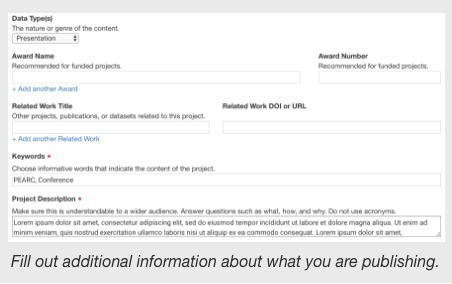 Data Type(s)
The nature or genre of the content.
Presentation
Award Name
Recommended for funded projects.
Award Number
Recommended for funded projects.
+ Add another Award
Related Work Title
Other projects, publications, or datasets related to this project.
Related Work DOI or URL
+ Add another Related Work
Keywords *
Choose informative words that indicate the content of the project.
PEARC, Conference
Project Description *
Make sure this is understandable to a wider audience. Answer questions such as what, how, and why. Do not use acronyms.
Lorem ipsum dolor sit amet, consectetur adipiscing elit, sed do eiusmod tempor incididunt ut labore et dolore magna aliqua. Ut enim ad
minim veniam, quis nostrud exercitation ullamco laboris nisi ut aliquip ex ea commodo consequat. Lorem ipsum dolor sit amet,
Fill out additional information about what you are publishing.